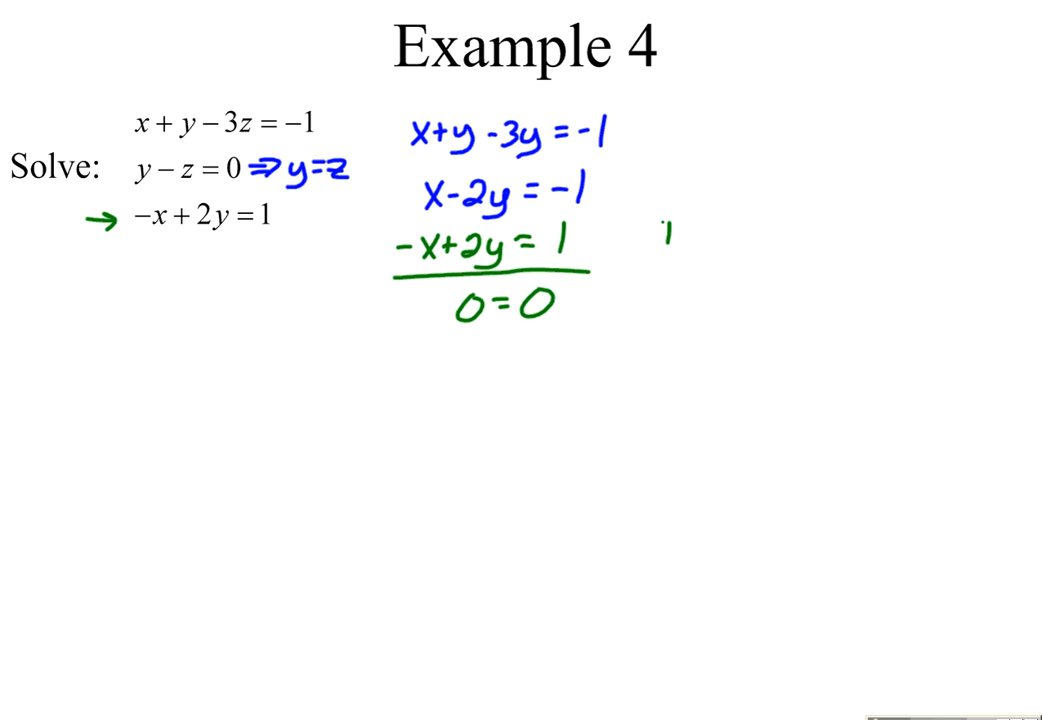 Example 4
x + y − 3z = −1
Solve: y − z = 0 ⇒ y=z
→ −x + 2y = 1
x+y -3y = -1
x-2y = -1
-x+2y = 1
0=0